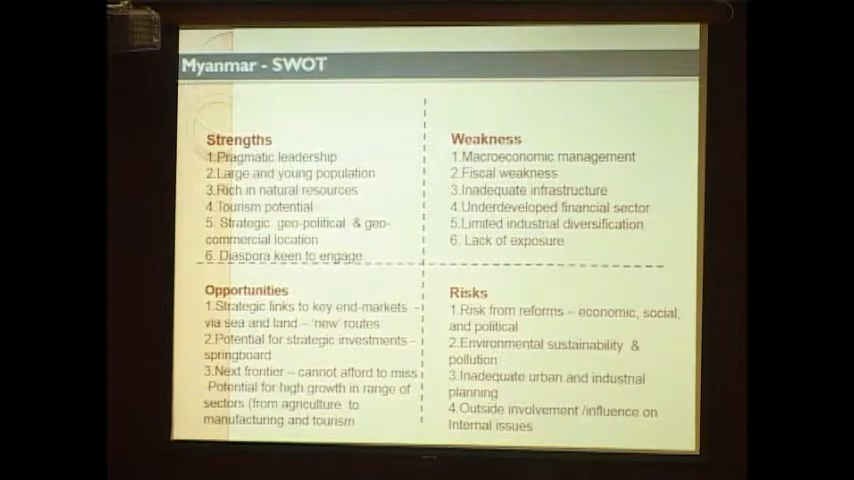 Myanmar - SWOT
Strengths
1.Pragmatic leadership
2.Large and young population
3.Rich in natural resources
4.Tourism potential
5. Strategic geo-political & geo-
commercial location
6. Diaspora keen to engage
Weakness
1.Macroeconomic management
2.Fiscal weakness
3.Inadequate infrastructure
4.Underdeveloped financial sector
5.Limited industrial diversification
6. Lack of exposure
Opportunities
1.Strategic links to key end-markets -
via sea and land – 'new' routes
2.Potential for strategic investments -
springboard
3.Next frontier – cannot afford to miss
Potential for high growth in range of
sectors (from agriculture to
manufacturing and tourism
Risks
1.Risk from reforms – economic, social,
and political
2.Environmental sustainability &
pollution
3.Inadequate urban and industrial
planning
4.Outside involvement /influence on
Internal issues